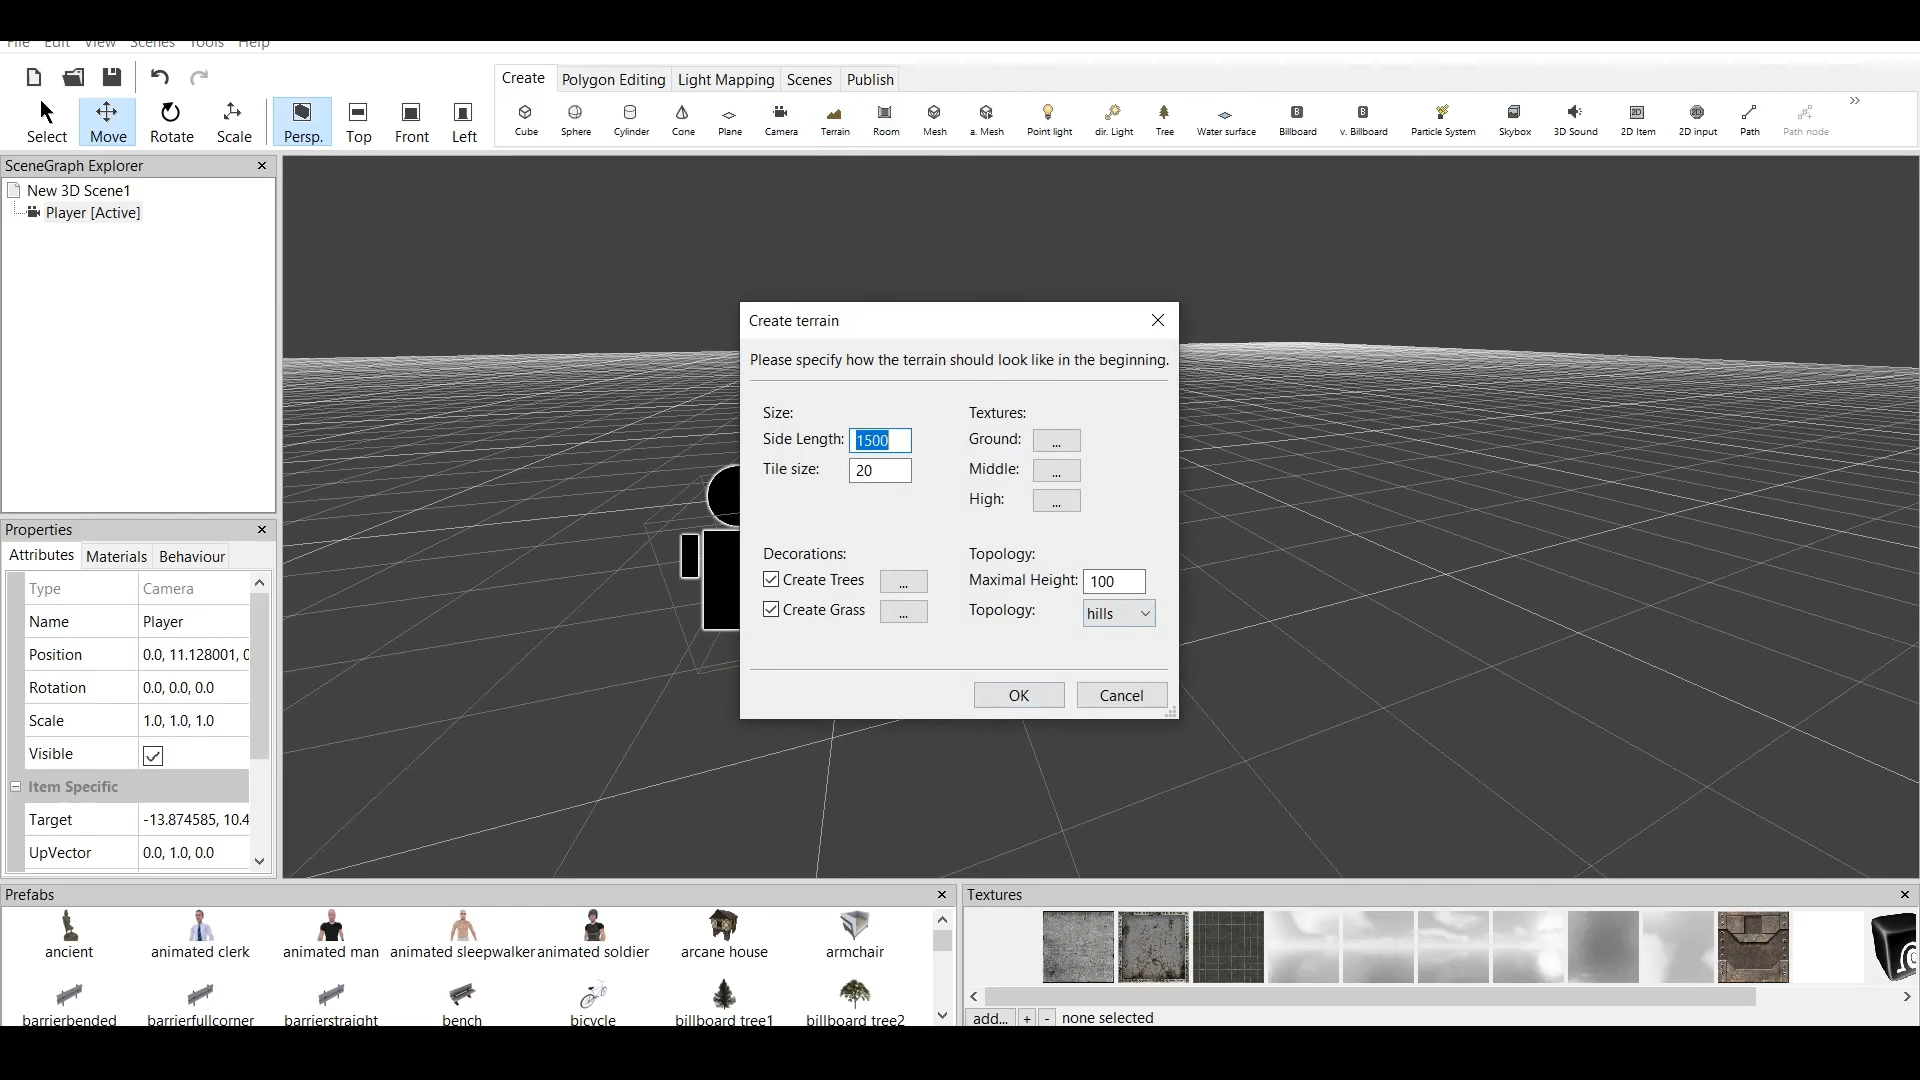 File Edit View Scenes Tools Help
Create Polygon Editing Light Mapping Scenes Publish
Select Move Rotate Scale Persp. Top Front Left
Cube Sphere Cylinder Cone Plane Camera Terrain Room Mesh a. Mesh Point light dir. Light Tree Water surface Billboard v. Billboard Particle System Skybox 3D Sound 2D Item 2D input Path Path node
SceneGraph Explorer
New 3D Scene1
Player [Active]
Create terrain
Please specify how the terrain should look like in the beginning.
Size:
Side Length: 1500
Tile size: 20
Textures:
Ground: ...
Middle: ...
High: ...
Decorations:
Create Trees ...
Create Grass ...
Topology:
Maximal Height: 100
Topology: hills
OK Cancel
Properties
Attributes Materials Behaviour
Type Camera
Name Player
Position 0.0, 11.128001, 0
Rotation 0.0, 0.0, 0.0
Scale 1.0, 1.0, 1.0
Visible
Item Specific
Target -13.874585, 10.4
UpVector 0.0, 1.0, 0.0
Prefabs
ancient animated clerk animated man animated sleepwalker animated soldier arcane house armchair
barrierbended barrierfullcorner barrierstraight bench bicycle billboard tree1 billboard tree2
Textures
add... + - none selected